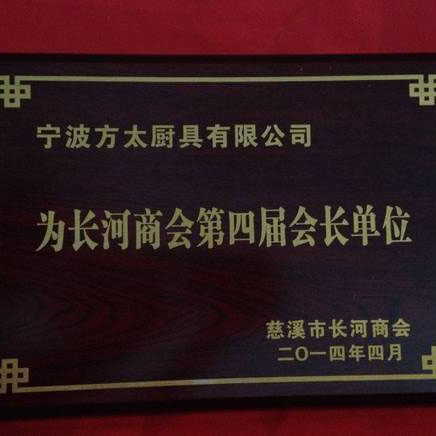 宁波方太厨具有限公司
为长河商会第四届会长单位
慈溪市长河商会
二〇一四年四月